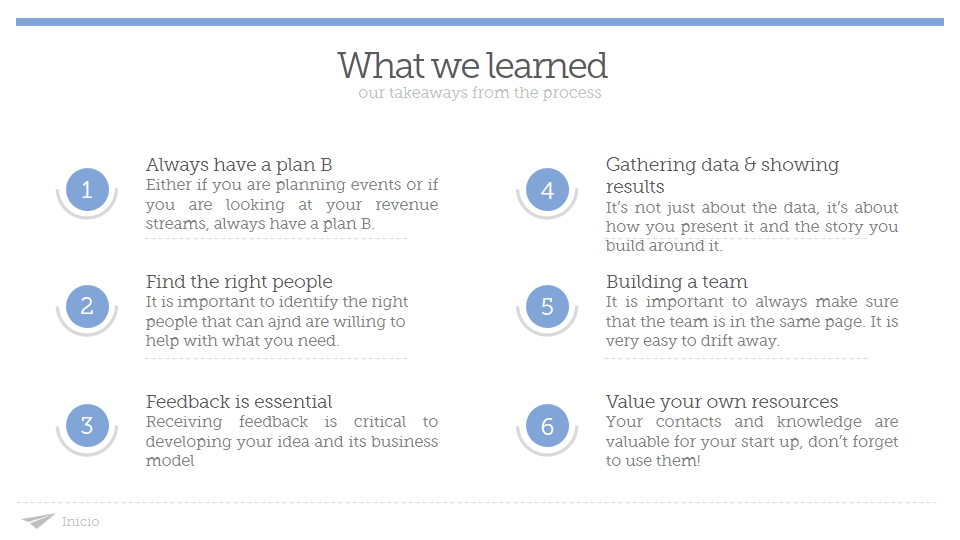 What we learned
our takeaways from the process
1
Always have a plan B
Either if you are planning events or if
you are looking at your revenue
streams, always have a plan B.
2
Find the right people
It is important to identify the right
people that can ajnd are willing to
help with what you need.
3
Feedback is essential
Receiving feedback is critical to
developing your idea and its business
model
4
Gathering data & showing
results
It's not just about the data, it's about
how you present it and the story you
build around it.
5
Building a team
It is important to always make sure
that the team is in the same page. It is
very easy to drift away.
6
Value your own resources
Your contacts and knowledge are
valuable for your start up, don't forget
to use them!
Inicio